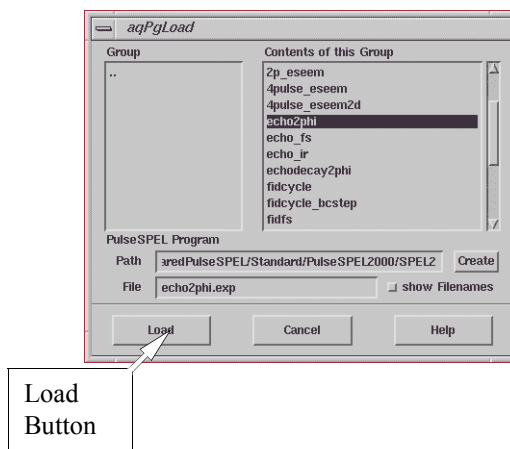 aqPgLoad
Group
Contents of this Group
..
2p_eseem
4pulse_eseem
4pulse_eseem2d
echo2phi
echo_fs
echo_ir
echodecay2phi
fidcycle
fidcycle_bcstep
fidfs
PulseSPEL Program
Path aredPulseSPEL/Standard/PulseSPEL2000/SPEL2 Create
File echo2phi.exp show Filenames
Load Cancel Help
Load
Button